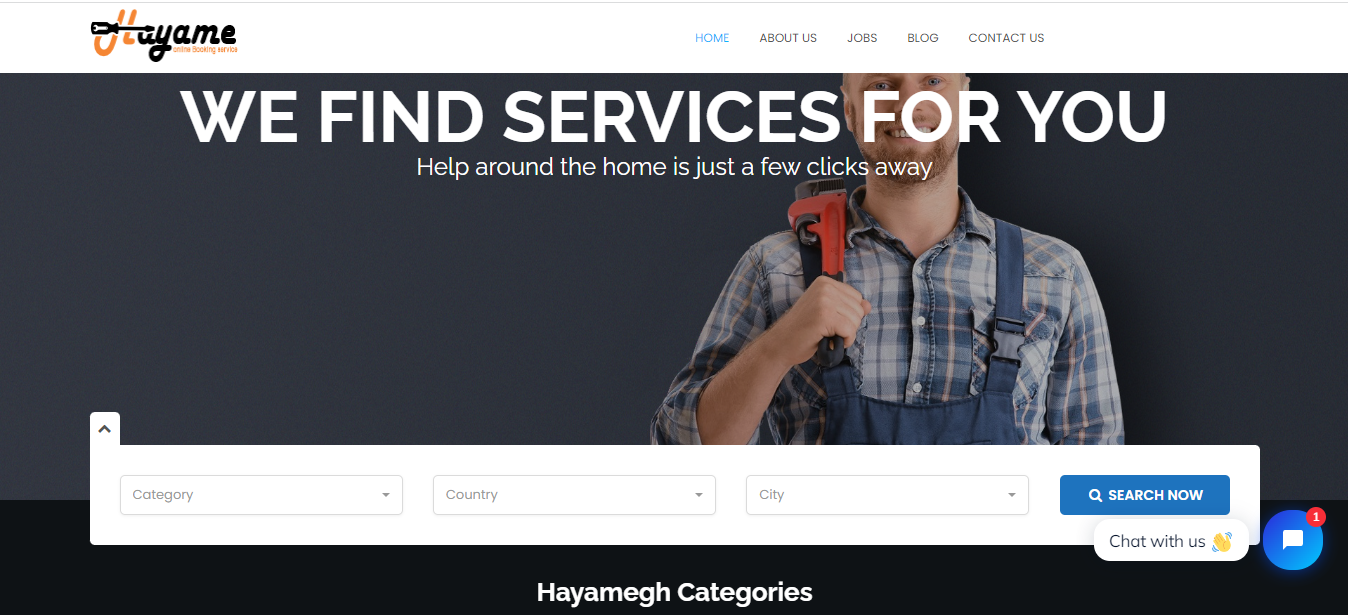 Hayame
online Booking service
HOME ABOUT US JOBS BLOG CONTACT US
WE FIND SERVICES FOR YOU
Help around the home is just a few clicks away
Category Country City SEARCH NOW
1
Chat with us 👋
Hayamegh Categories